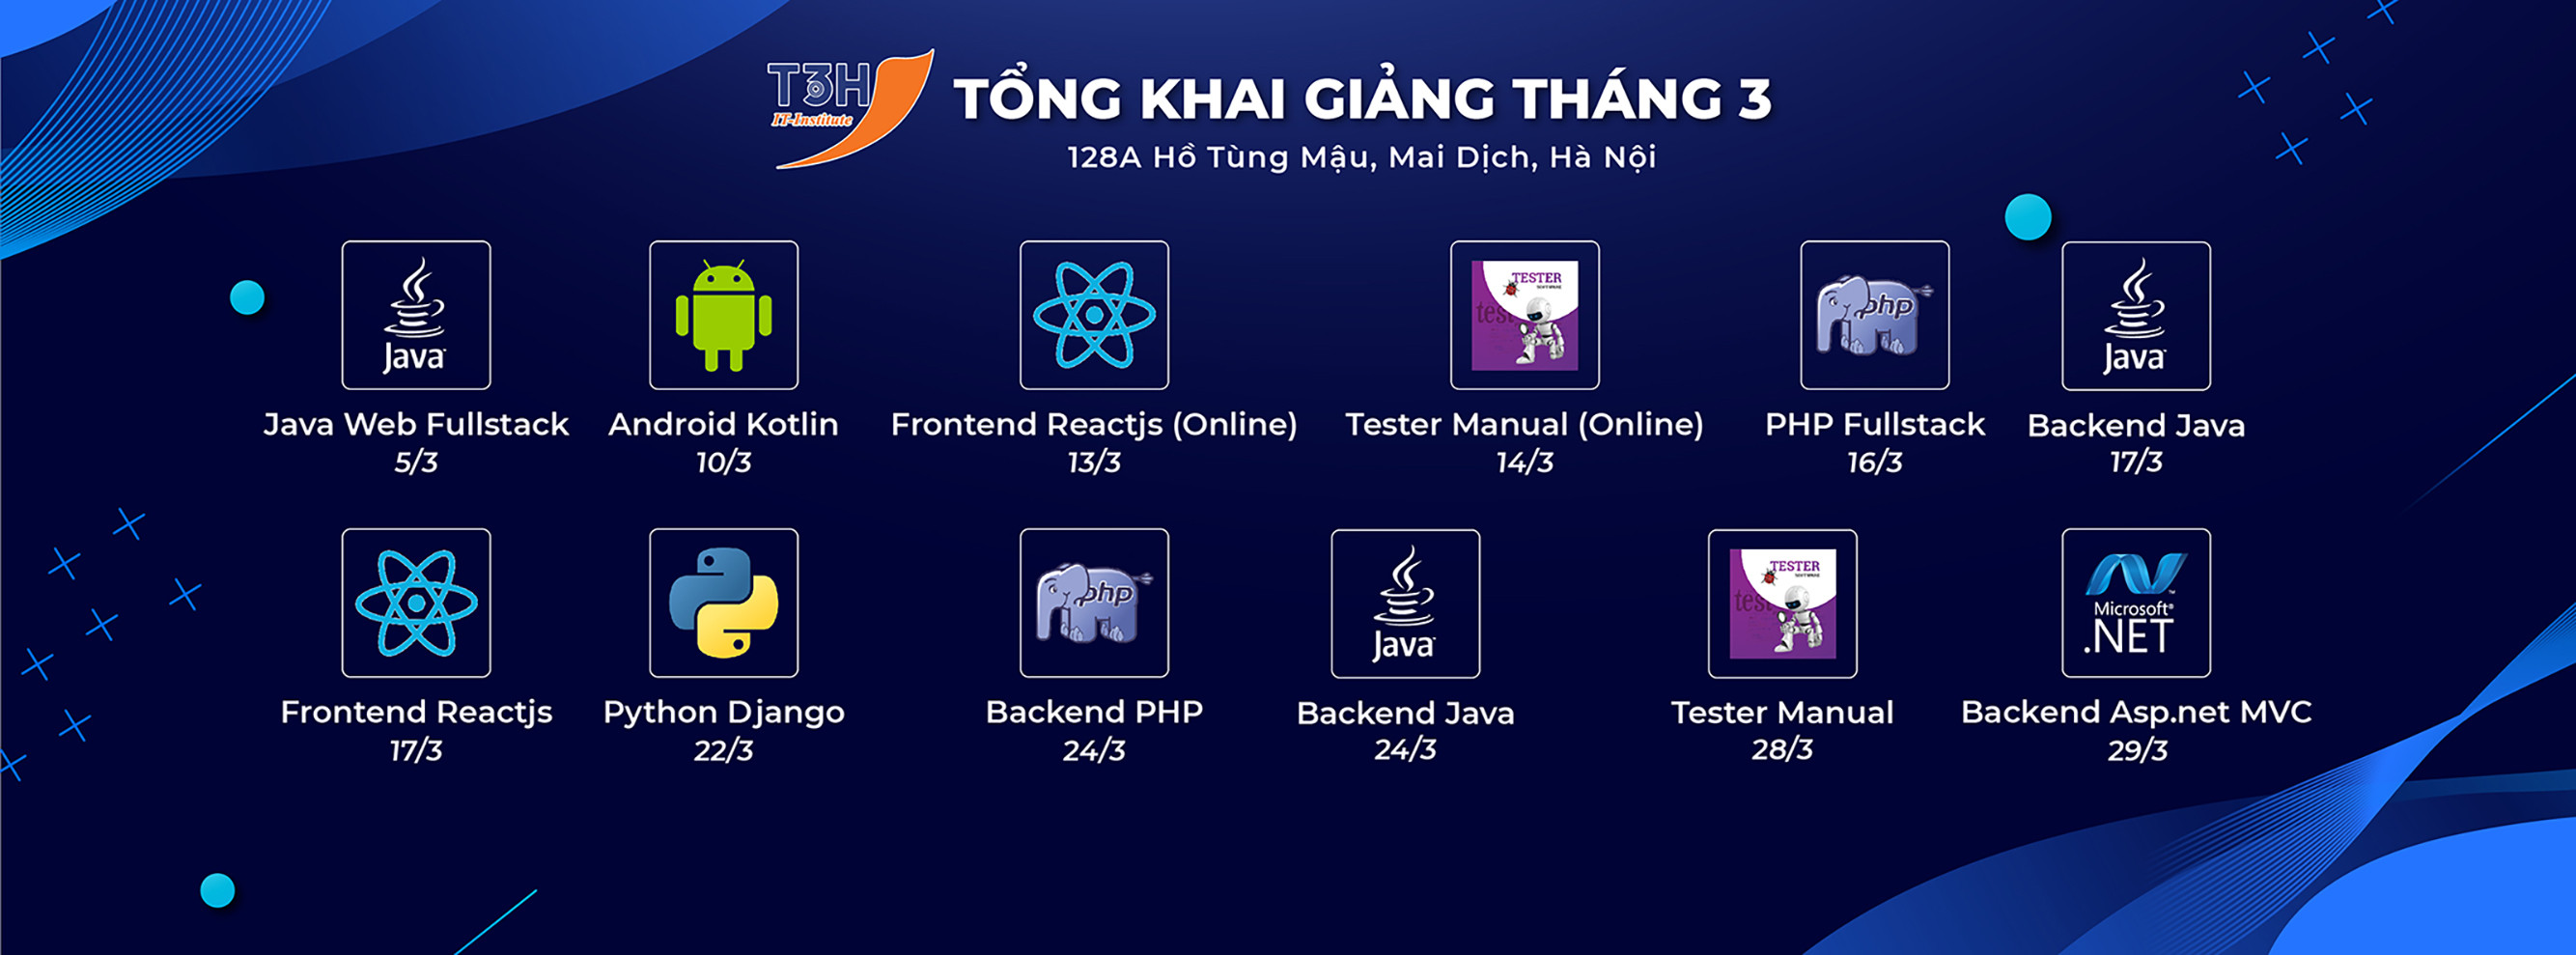 T3H
IT-Institute
TỔNG KHAI GIẢNG THÁNG 3
128A Hồ Tùng Mậu, Mai Dịch, Hà Nội
Java
TESTER
SOFTWARE
test
php
Java
Java Web Fullstack
5/3
Android Kotlin
10/3
Frontend Reactjs (Online)
13/3
Tester Manual (Online)
14/3
PHP Fullstack
16/3
Backend Java
17/3
php
Java
TESTER
SOFTWARE
test
Microsoft®
.NET
Frontend Reactjs
17/3
Python Django
22/3
Backend PHP
24/3
Backend Java
24/3
Tester Manual
28/3
Backend Asp.net MVC
29/3